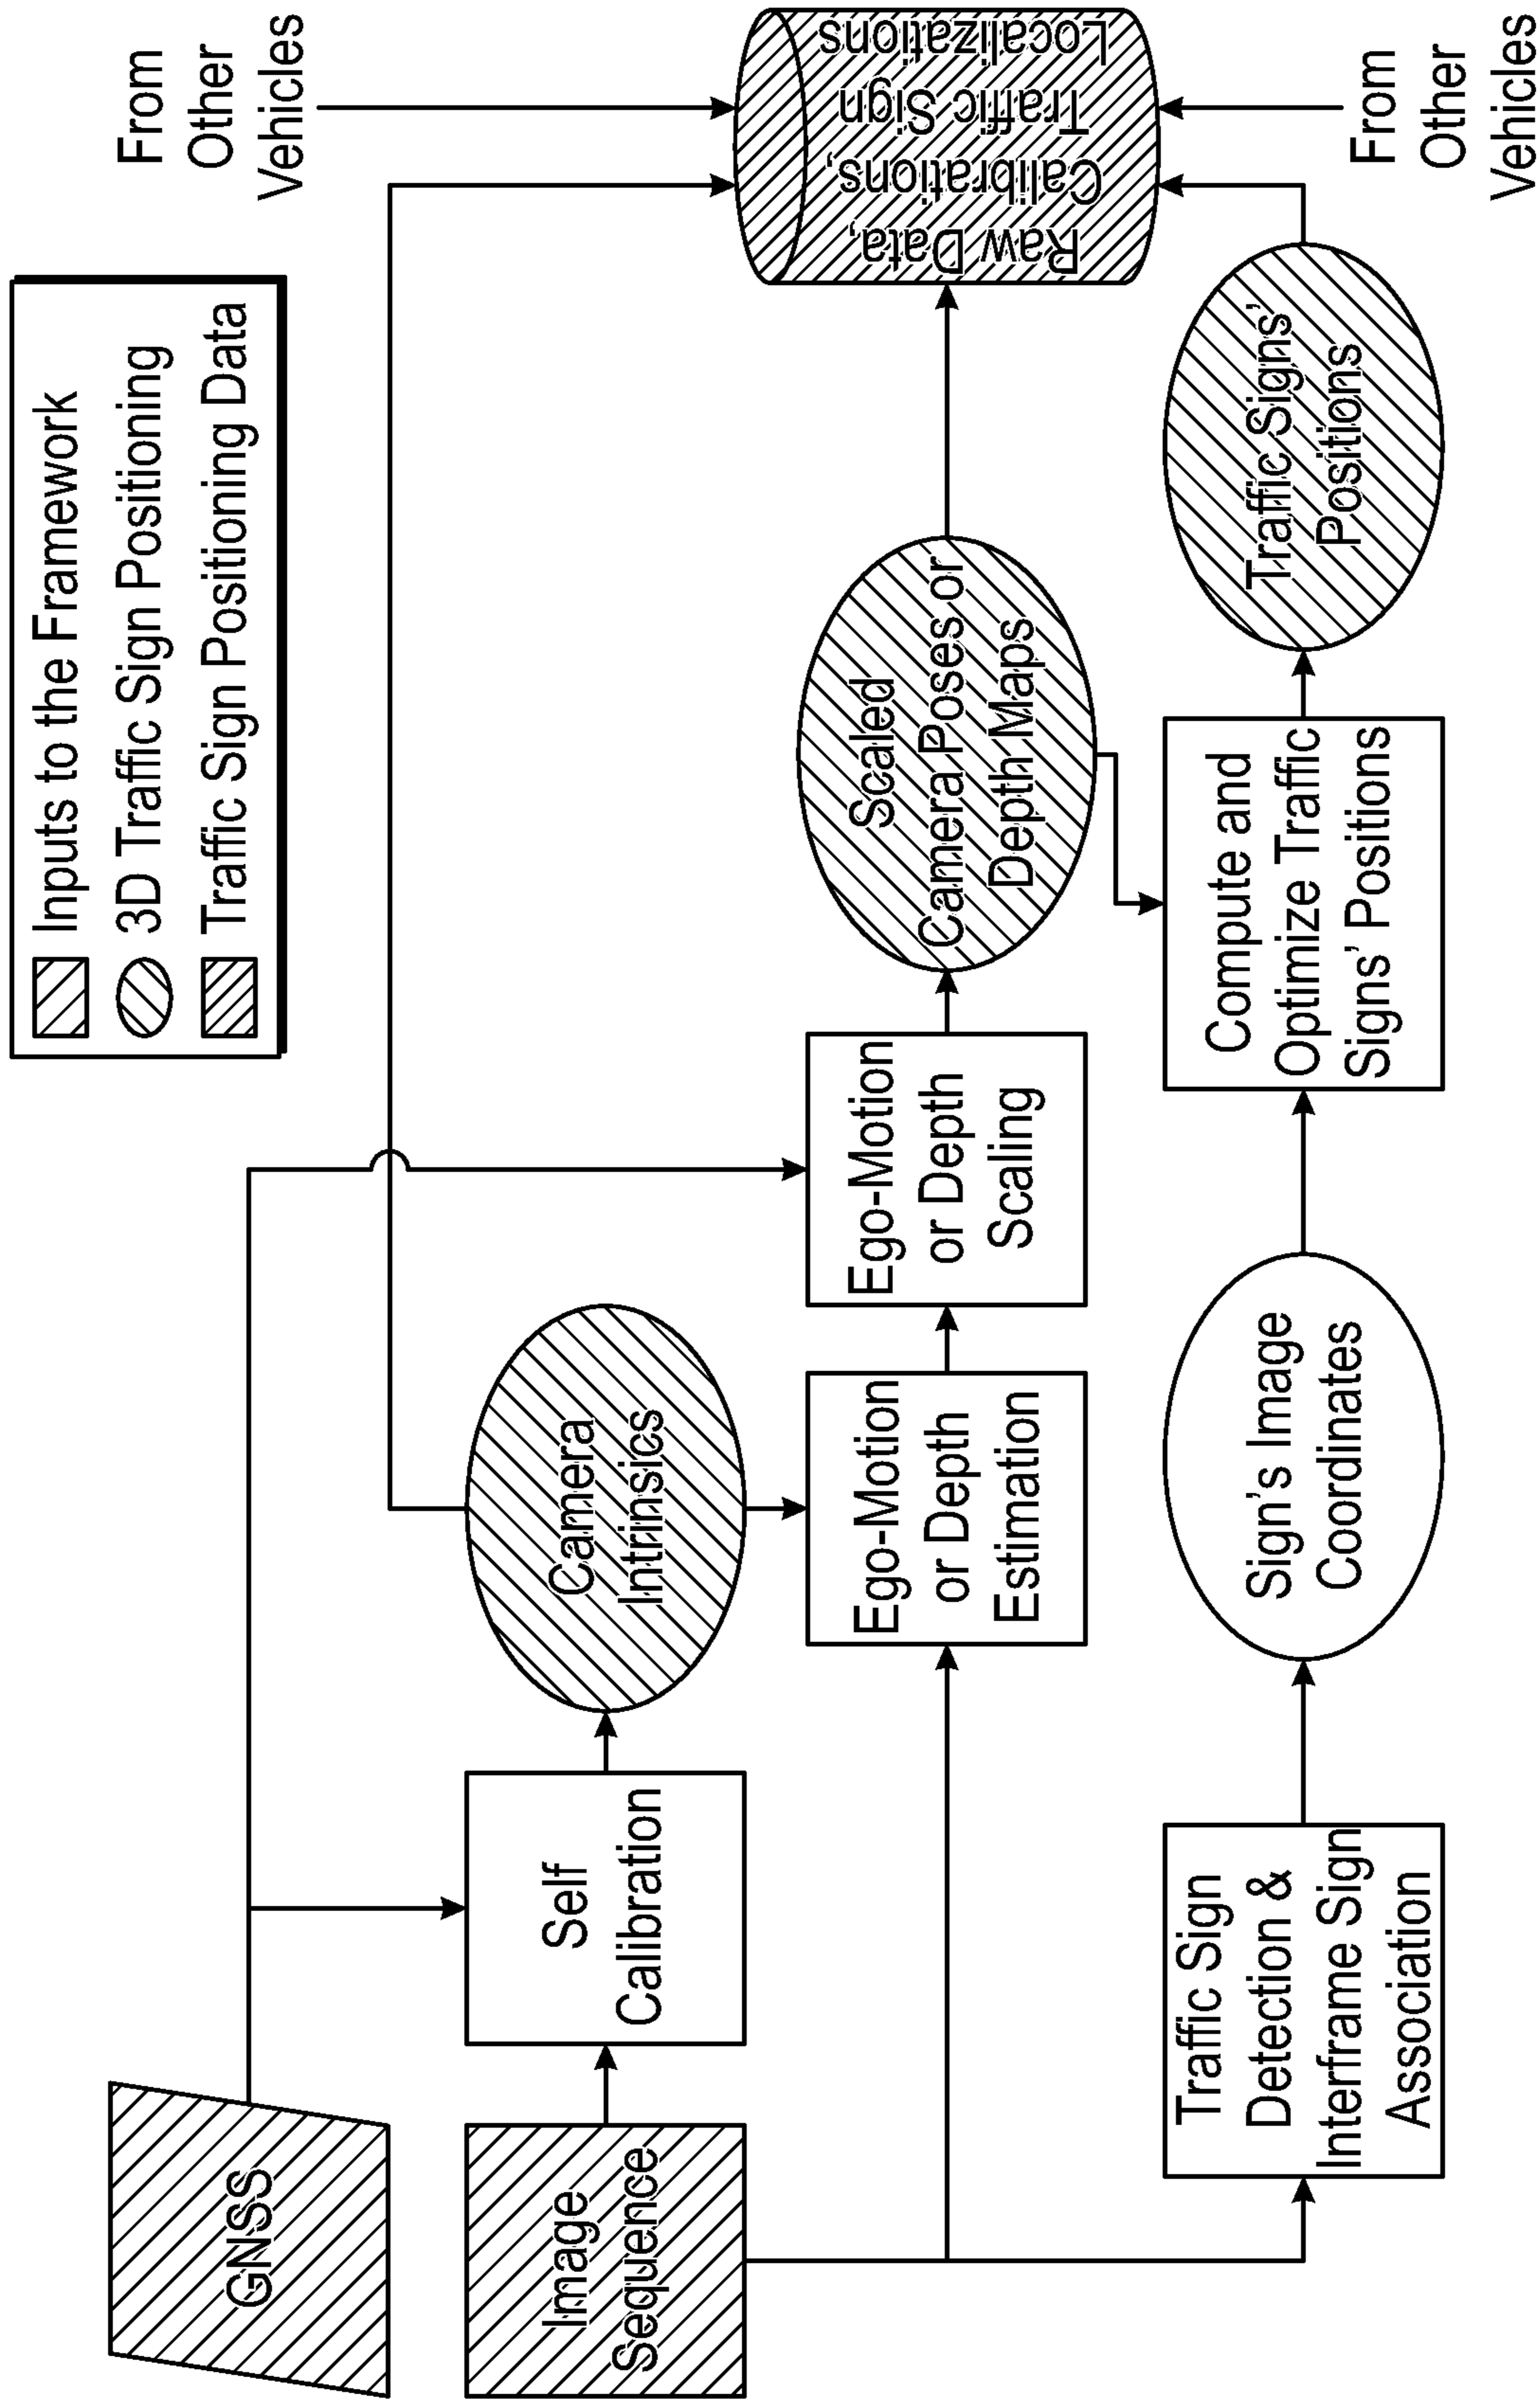 Inputs to the Framework
3D Traffic Sign Positioning
Traffic Sign Positioning Data
From
Other
Vehicles
GNSS
Image
Sequence
Self
Calibration
Camera
Intrinsics
Ego-Motion
or Depth
Estimation
Ego-Motion
or Depth
Scaling
Scaled
Camera Poses or
Depth Maps
Raw Data,
Calibrations,
Traffic Sign
Localizations
Traffic Sign
Detection &
Interframe Sign
Association
Sign's Image
Coordinates
Compute and
Optimize Traffic
Signs' Positions
Traffic Signs'
Positions
From
Other
Vehicles